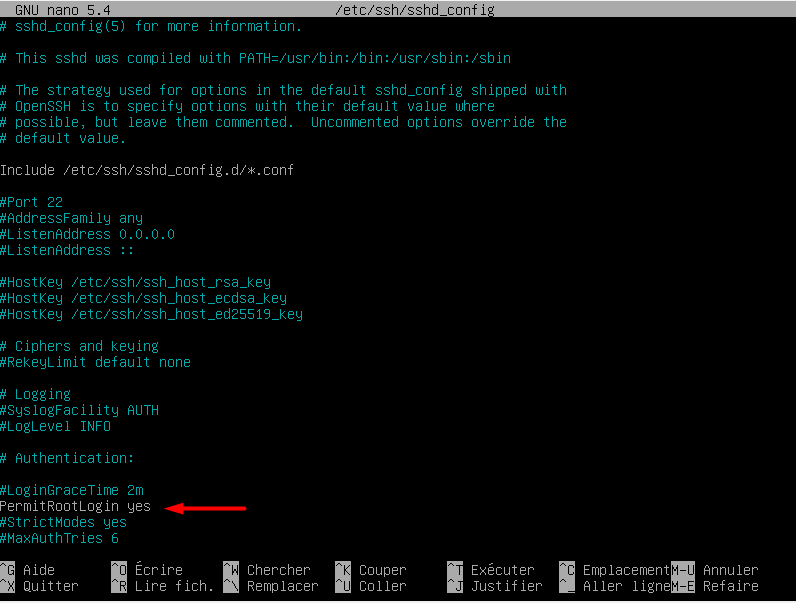 GNU nano 5.4 /etc/ssh/sshd_config
# sshd_config(5) for more information.
# This sshd was compiled with PATH=/usr/bin:/bin:/usr/sbin:/sbin
# The strategy used for options in the default sshd_config shipped with
# OpenSSH is to specify options with their default value where
# possible, but leave them commented.  Uncommented options override the
# default value.
Include /etc/ssh/sshd_config.d/*.conf
#Port 22
#AddressFamily any
#ListenAddress 0.0.0.0
#ListenAddress ::
#HostKey /etc/ssh/ssh_host_rsa_key
#HostKey /etc/ssh/ssh_host_ecdsa_key
#HostKey /etc/ssh/ssh_host_ed25519_key
# Ciphers and keying
#RekeyLimit default none
# Logging
#SyslogFacility AUTH
#LogLevel INFO
# Authentication:
#LoginGraceTime 2m
PermitRootLogin yes
#StrictModes yes
#MaxAuthTries 6
^G Aide ^O Écrire ^W Chercher ^K Couper ^T Exécuter ^C Emplacement M-U Annuler
^X Quitter ^R Lire fich. ^\ Remplacer ^U Coller ^J Justifier ^_ Aller ligne M-E Refaire